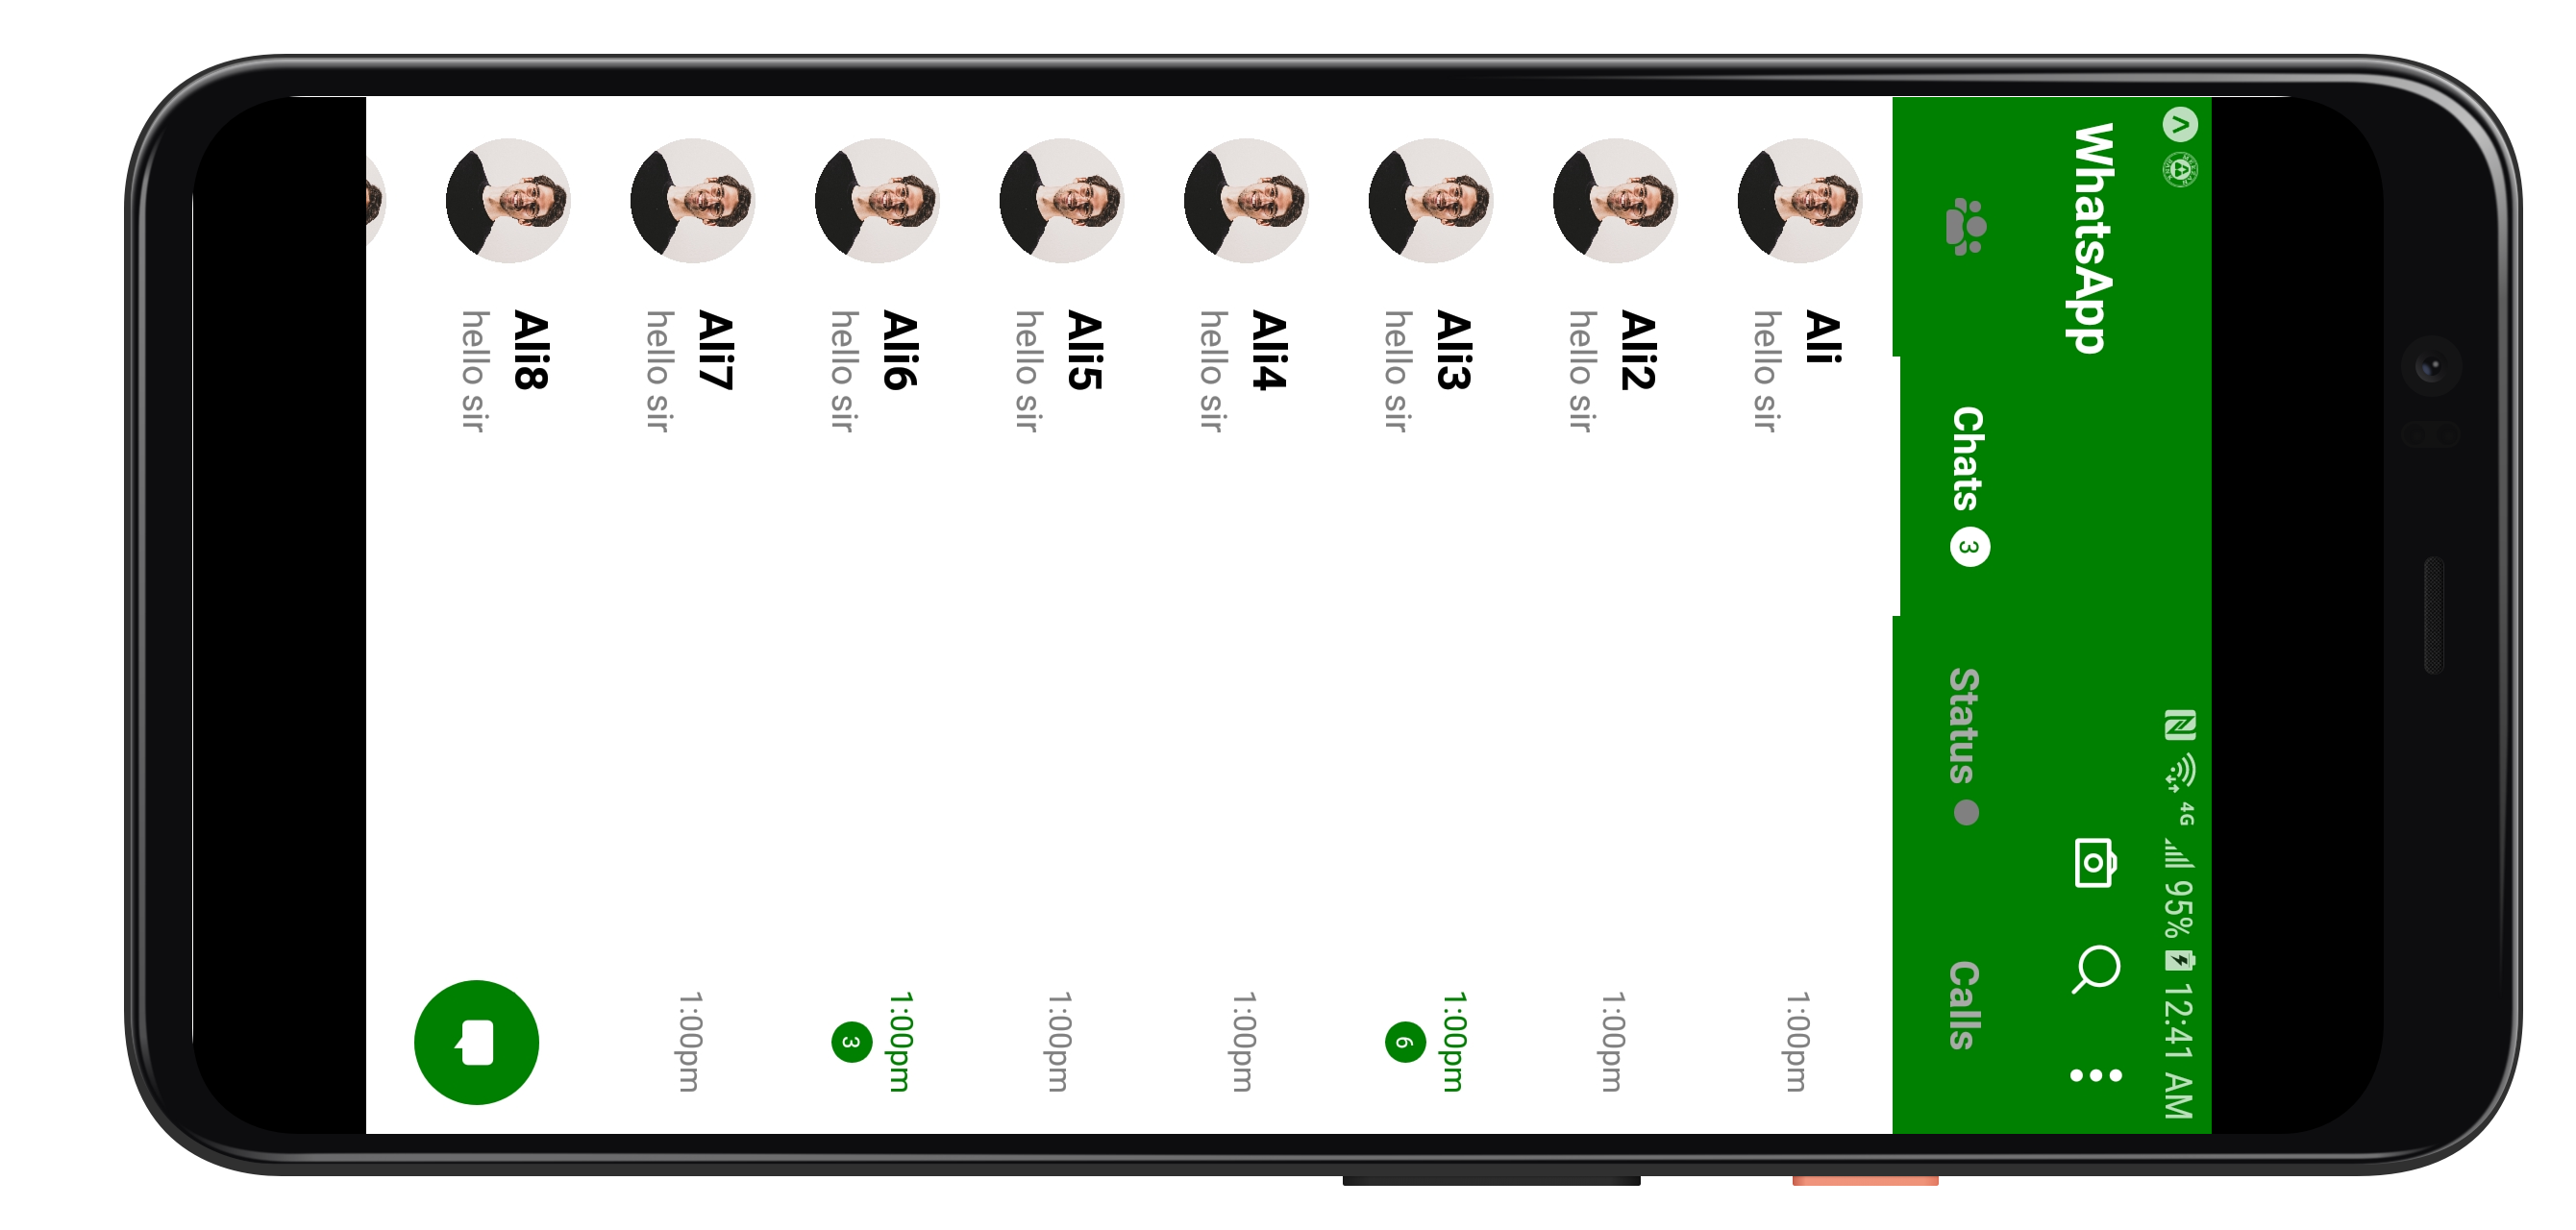 95% 12:41 AM
4G
WhatsApp
Chats 3
Status
Calls
Ali
1:00pm
hello sir
Ali2
1:00pm
hello sir
Ali3
1:00pm
hello sir
6
Ali4
1:00pm
hello sir
Ali5
1:00pm
hello sir
Ali6
1:00pm
hello sir
3
Ali7
1:00pm
hello sir
Ali8
hello sir